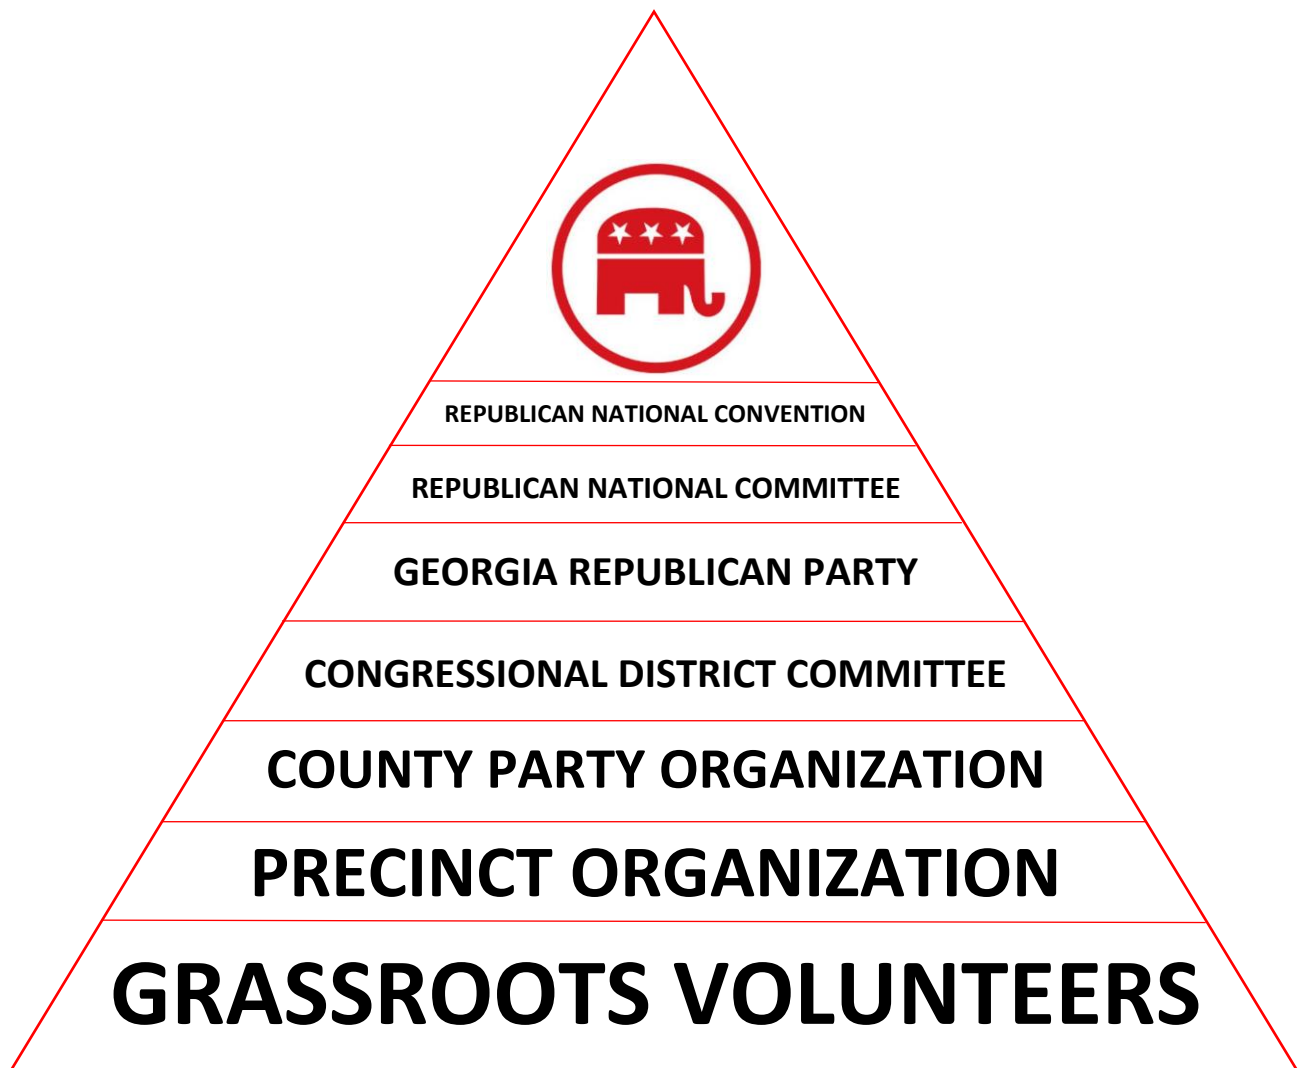 REPUBLICAN NATIONAL CONVENTION
REPUBLICAN NATIONAL COMMITTEE
GEORGIA REPUBLICAN PARTY
CONGRESSIONAL DISTRICT COMMITTEE
COUNTY PARTY ORGANIZATION
PRECINCT ORGANIZATION
GRASSROOTS VOLUNTEERS